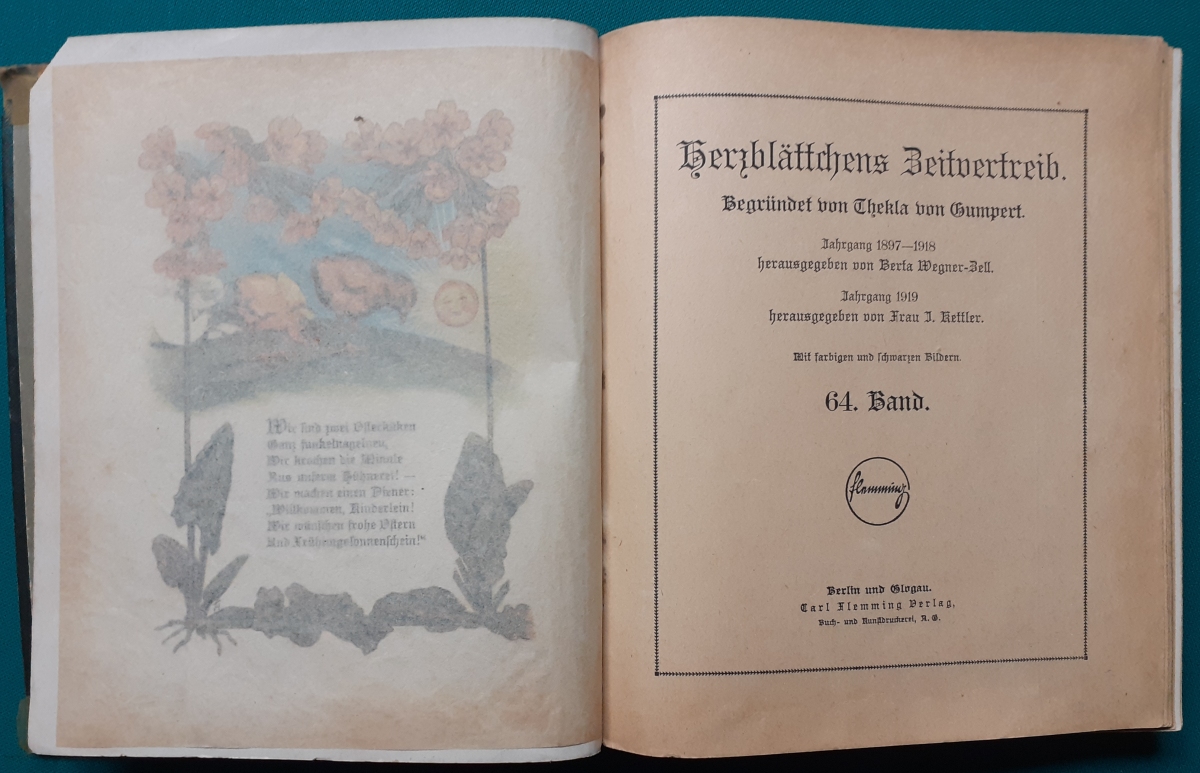 Wir sind zwei Osterküken
Ganz funkelnagelneu,
Wir krochen die Minute
Aus unserm Hühnerei! —
Wir machen einen Diener:
„Willkommen, Kinderlein!
Wir wünschen frohe Ostern
Und Frühlingssonnenschein!“
Herzblättchens Zeitvertreib.
Begründet von Thekla von Gumpert.
Jahrgang 1897—1918
herausgegeben von Berta Wegner-Zell.
Jahrgang 1919
herausgegeben von Frau J. Kettler.
Mit farbigen und schwarzen Bildern.
64. Band.
Flemming
Berlin und Glogau.
Carl Flemming Verlag,
Buch- und Kunstdruckerei, A. G.